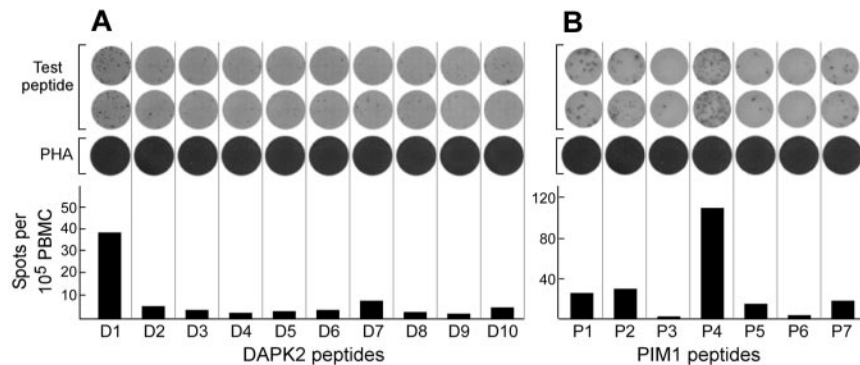 A
B
Test
peptide
PHA
Spots per
10⁵ PBMC
50
40
30
20
10
D1 D2 D3 D4 D5 D6 D7 D8 D9 D10
DAPK2 peptides
120
80
40
P1 P2 P3 P4 P5 P6 P7
PIM1 peptides